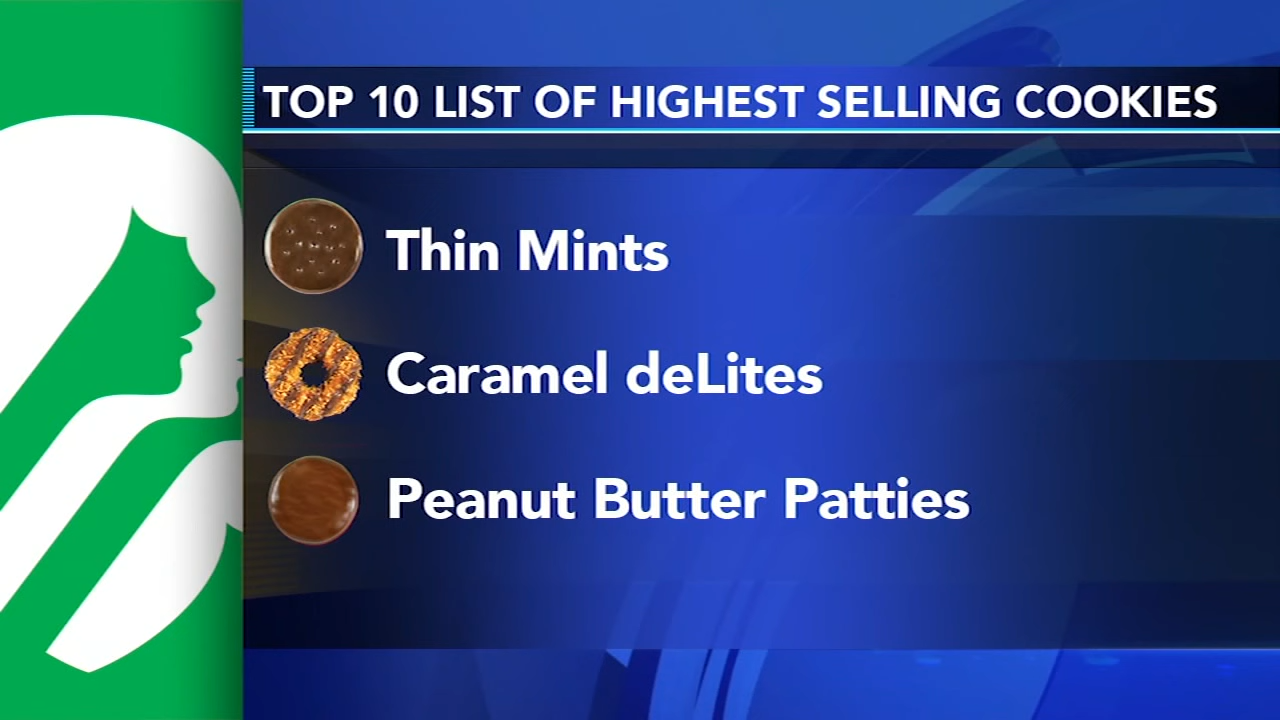 TOP 10 LIST OF HIGHEST SELLING COOKIES
Thin Mints
Caramel deLites
Peanut Butter Patties